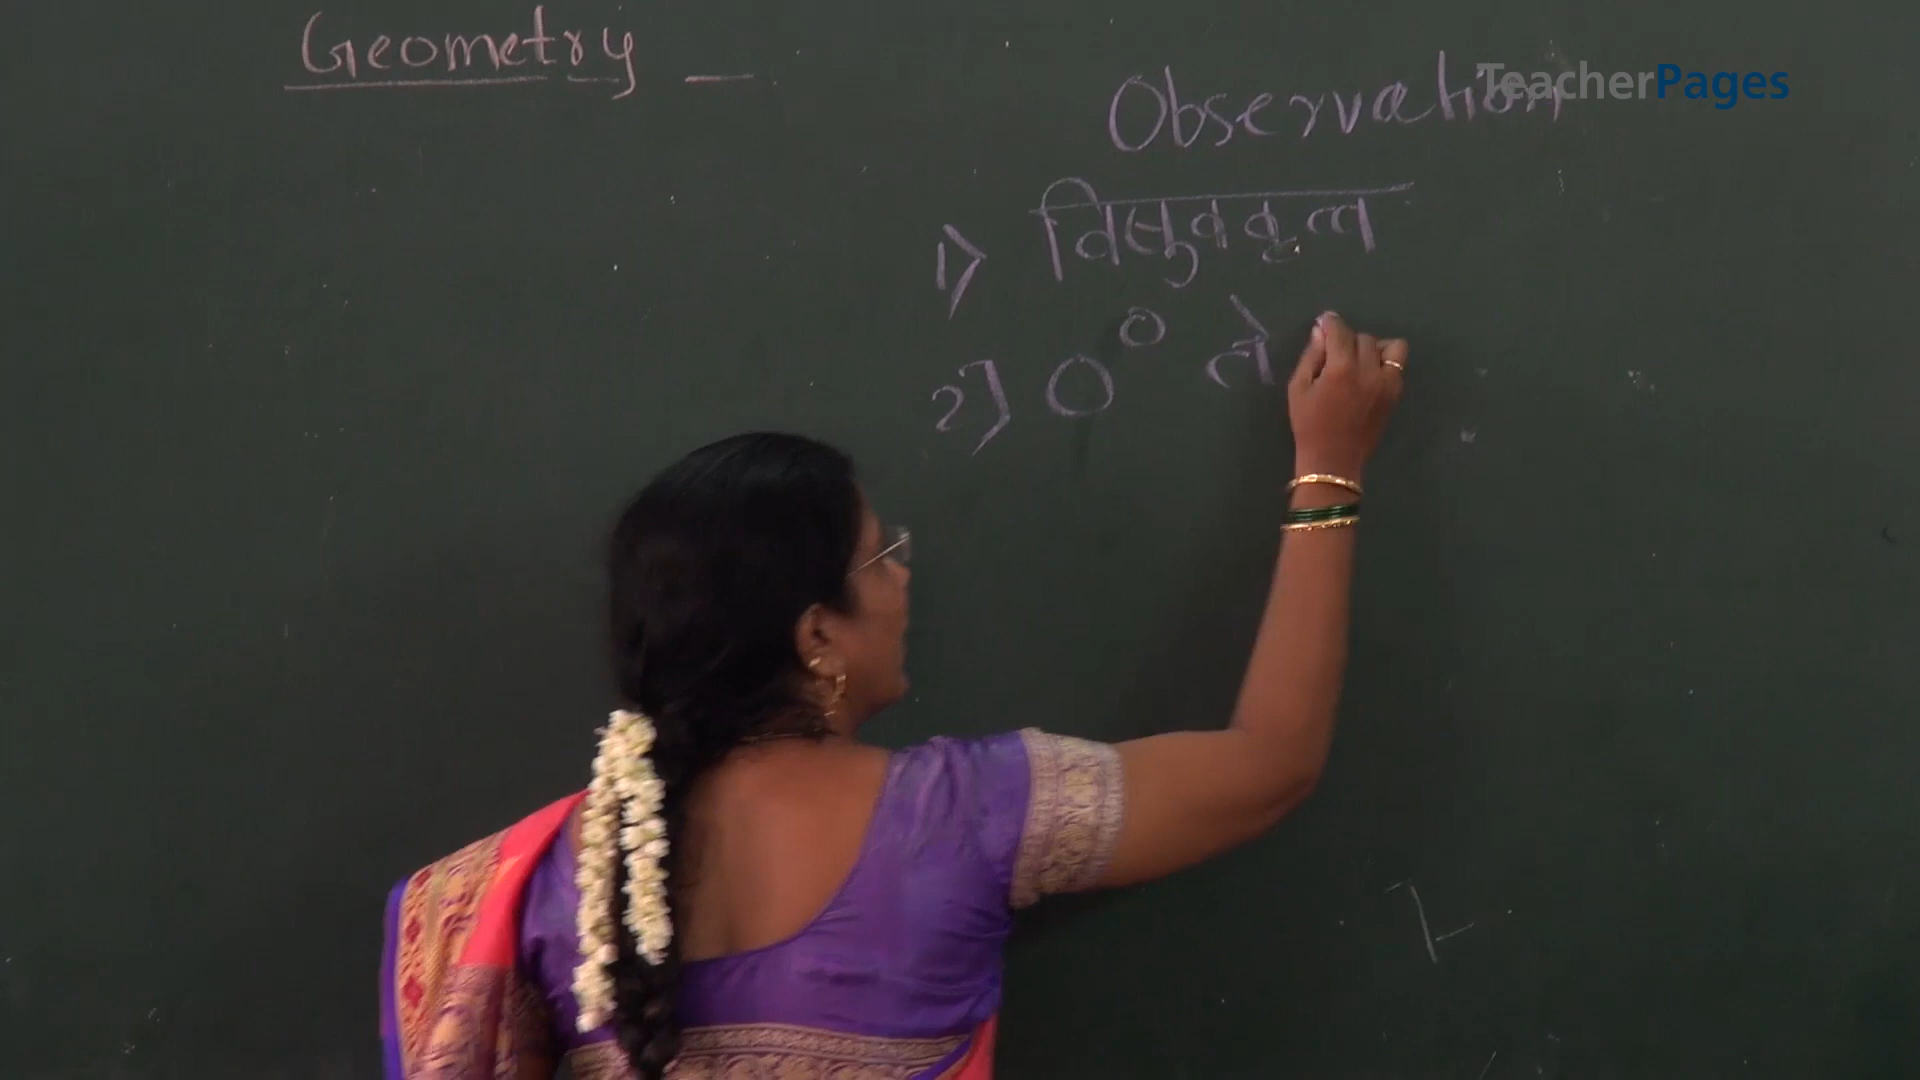 Geometry –
Observation
TeacherPages
1) विसुववृत्त
2] 0° ते